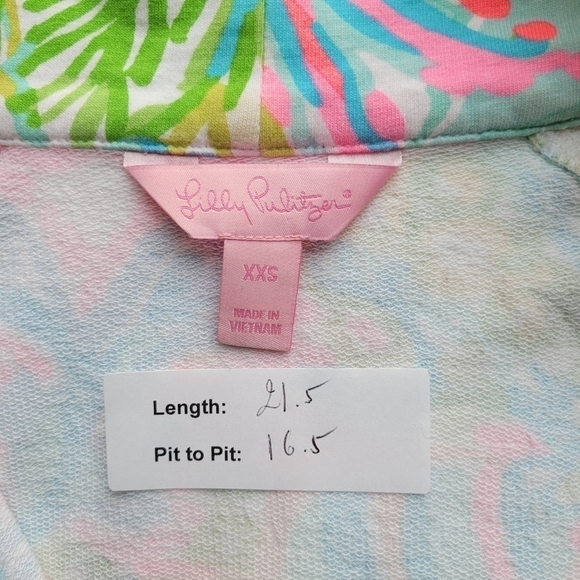 Lilly Pulitzer®
XXS
MADE IN
VIETNAM
Length: 21.5
Pit to Pit: 16.5